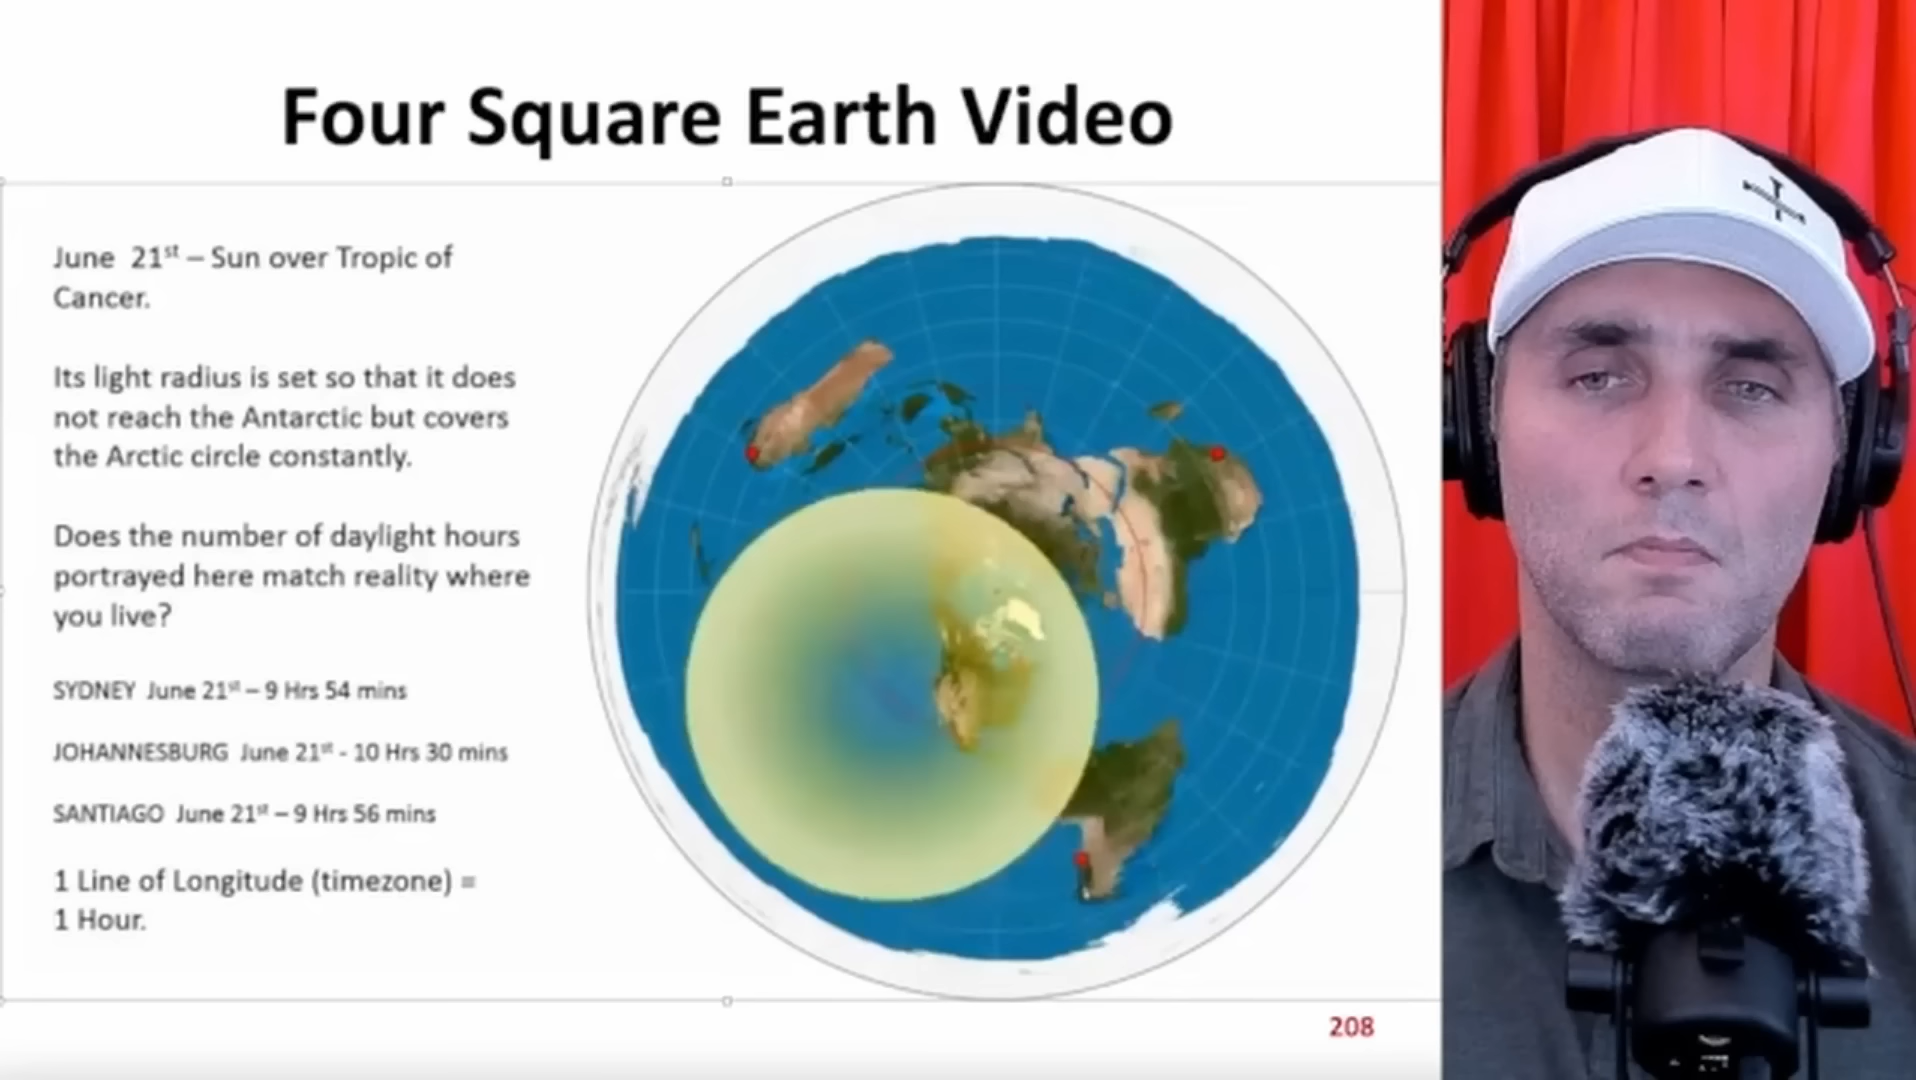 Four Square Earth Video
June 21st – Sun over Tropic of
Cancer.
Its light radius is set so that it does
not reach the Antarctic but covers
the Arctic circle constantly.
Does the number of daylight hours
portrayed here match reality where
you live?
SYDNEY June 21st – 9 Hrs 54 mins
JOHANNESBURG June 21st - 10 Hrs 30 mins
SANTIAGO June 21st – 9 Hrs 56 mins
1 Line of Longitude (timezone) =
1 Hour.
208